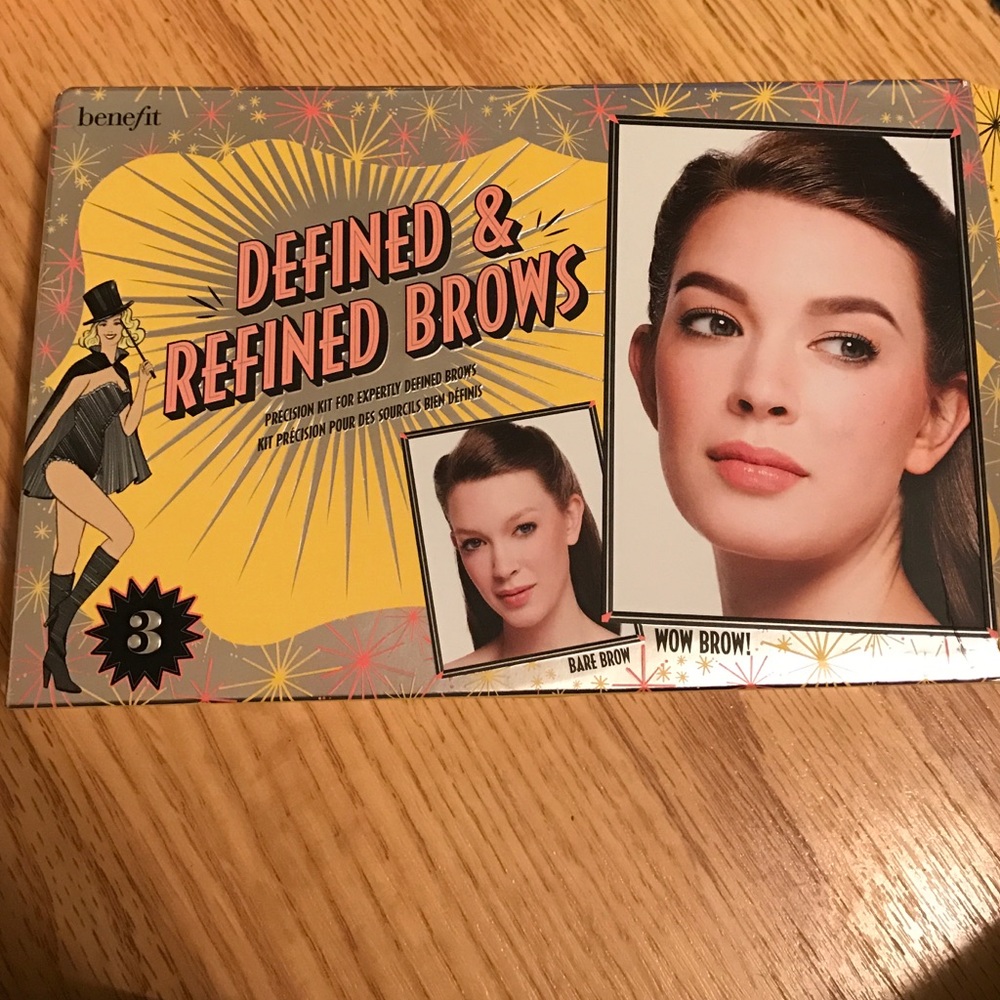 benefit
DEFINED &
REFINED BROWS
PRECISION KIT FOR EXPERTLY DEFINED BROWS
KIT PRÉCISION POUR DES SOURCILS BIEN DÉFINIS
3
BARE BROW
WOW BROW!